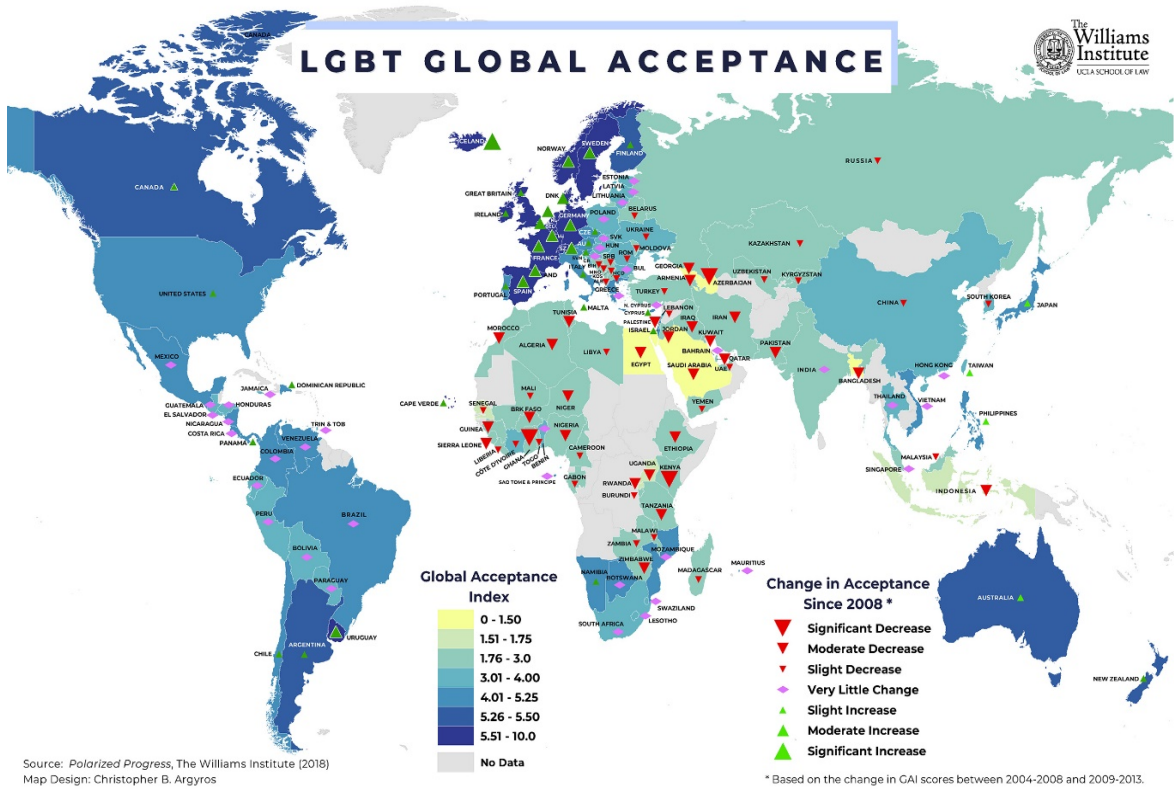 LGBT GLOBAL ACCEPTANCE
The
Williams
Institute
UCLA SCHOOL OF LAW
CANADA
ICELAND
NORWAY
SWEDEN
FINLAND
RUSSIA
CANADA
GREAT BRITAIN
IRELAND
DNK
ESTONIA
LATVIA
LITHUANIA
BELARUS
POLAND
GERMANY
UKRAINE
MOLDOVA
CZE
SVK
HUN
ROM
SRB
BUL
AU
FRANCE
ITALY
AND
SPAIN
PORTUGAL
GREECE
MALTA
KAZAKHSTAN
GEORGIA
ARMENIA
AZERBAIJAN
UZBEKISTAN
KYRGYZSTAN
TURKEY
N. CYPRUS
CYPRUS
LEBANON
PALESTINE
ISRAEL
JORDAN
IRAQ
IRAN
KUWAIT
BAHRAIN
QATAR
UAE
SAUDI ARABIA
YEMEN
PAKISTAN
INDIA
BANGLADESH
CHINA
SOUTH KOREA
JAPAN
HONG KONG
TAIWAN
THAILAND
VIETNAM
PHILIPPINES
MALAYSIA
SINGAPORE
INDONESIA
AUSTRALIA
NEW ZEALAND
UNITED STATES
MEXICO
JAMAICA
DOMINICAN REPUBLIC
GUATEMALA
HONDURAS
EL SALVADOR
NICARAGUA
COSTA RICA
PANAMA
TRIN & TOB
VENEZUELA
COLOMBIA
ECUADOR
PERU
BRAZIL
BOLIVIA
PARAGUAY
CHILE
ARGENTINA
URUGUAY
MOROCCO
TUNISIA
ALGERIA
LIBYA
EGYPT
CAPE VERDE
SENEGAL
MALI
NIGER
BRK FASO
GUINEA
SIERRA LEONE
LIBERIA
CÔTE D'IVOIRE
GHANA
TOGO
BENIN
NIGERIA
CAMEROON
SAO TOME & PRINCIPE
GABON
ETHIOPIA
UGANDA
KENYA
RWANDA
BURUNDI
TANZANIA
MALAWI
ZAMBIA
MOZAMBIQUE
ZIMBABWE
MADAGASCAR
MAURITIUS
NAMIBIA
BOTSWANA
SWAZILAND
LESOTHO
SOUTH AFRICA
Global Acceptance
Index
0 - 1.50
1.51 - 1.75
1.76 - 3.0
3.01 - 4.00
4.01 - 5.25
5.26 - 5.50
5.51 - 10.0
No Data
Change in Acceptance
Since 2008 *
Significant Decrease
Moderate Decrease
Slight Decrease
Very Little Change
Slight Increase
Moderate Increase
Significant Increase
Source: Polarized Progress, The Williams Institute (2018)
Map Design: Christopher B. Argyros
* Based on the change in GAI scores between 2004-2008 and 2009-2013.